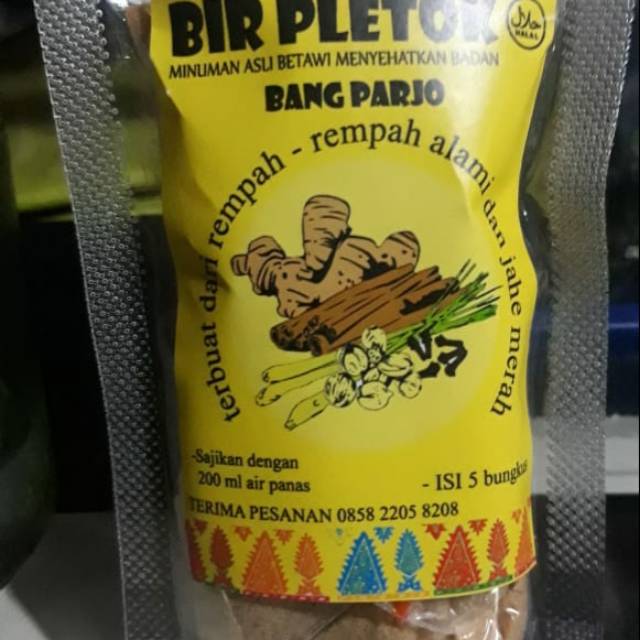 BIR PLETOK
HALAL
MINUMAN ASLI BETAWI MENYEHATKAN BADAN
BANG PARJO
terbuat dari rempah - rempah alami dan jahe merah
-Sajikan dengan
200 ml air panas
- ISI 5 bungkus
TERIMA PESANAN 0858 2205 8208